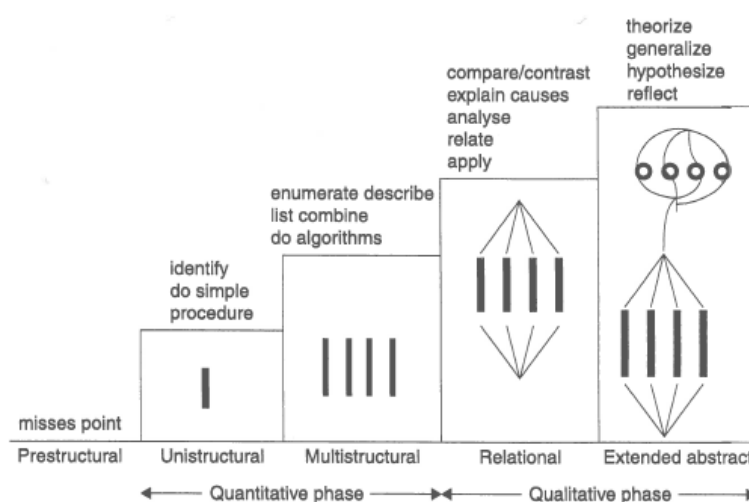 theorize
generalize
hypothesize
reflect
compare/contrast
explain causes
analyse
relate
apply
enumerate describe
list combine
do algorithms
identify
do simple
procedure
misses point
Prestructural Unistructural Multistructural Relational Extended abstract
Quantitative phase Qualitative phase